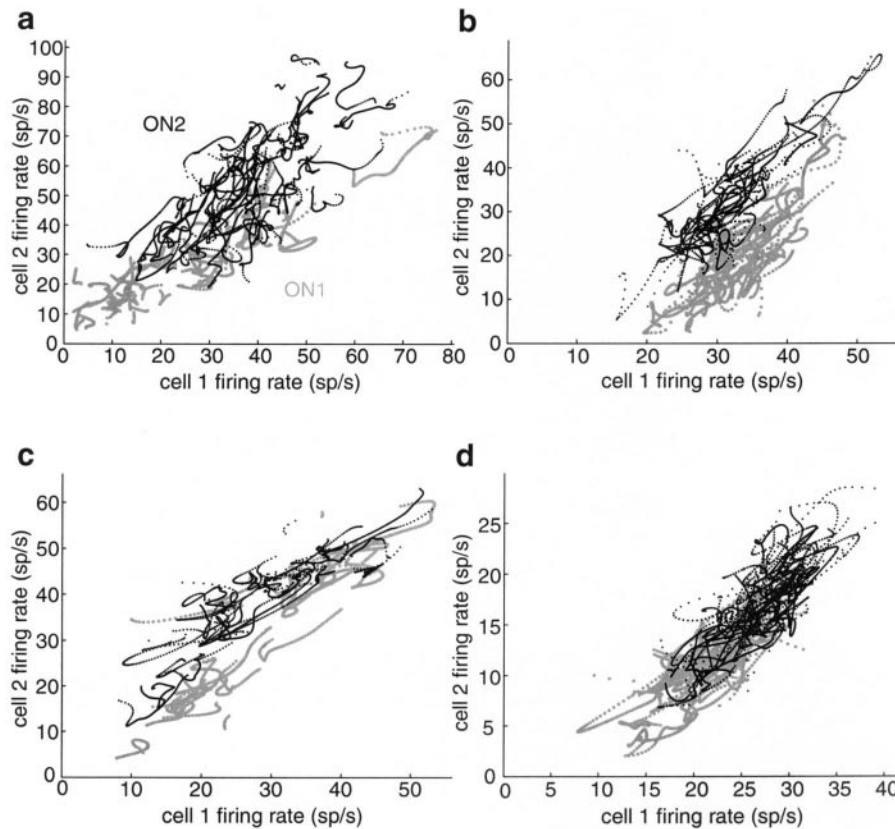 a
100
90
80
70
60
50
40
30
20
10
0
cell 2 firing rate (sp/s)
ON2
ON1
0 10 20 30 40 50 60 70 80
cell 1 firing rate (sp/s)
b
60
50
40
30
20
10
0
cell 2 firing rate (sp/s)
0 10 20 30 40 50
cell 1 firing rate (sp/s)
c
60
50
40
30
20
10
0
cell 2 firing rate (sp/s)
0 10 20 30 40 50
cell 1 firing rate (sp/s)
d
25
20
15
10
5
0
cell 2 firing rate (sp/s)
0 5 10 15 20 25 30 35 40
cell 1 firing rate (sp/s)